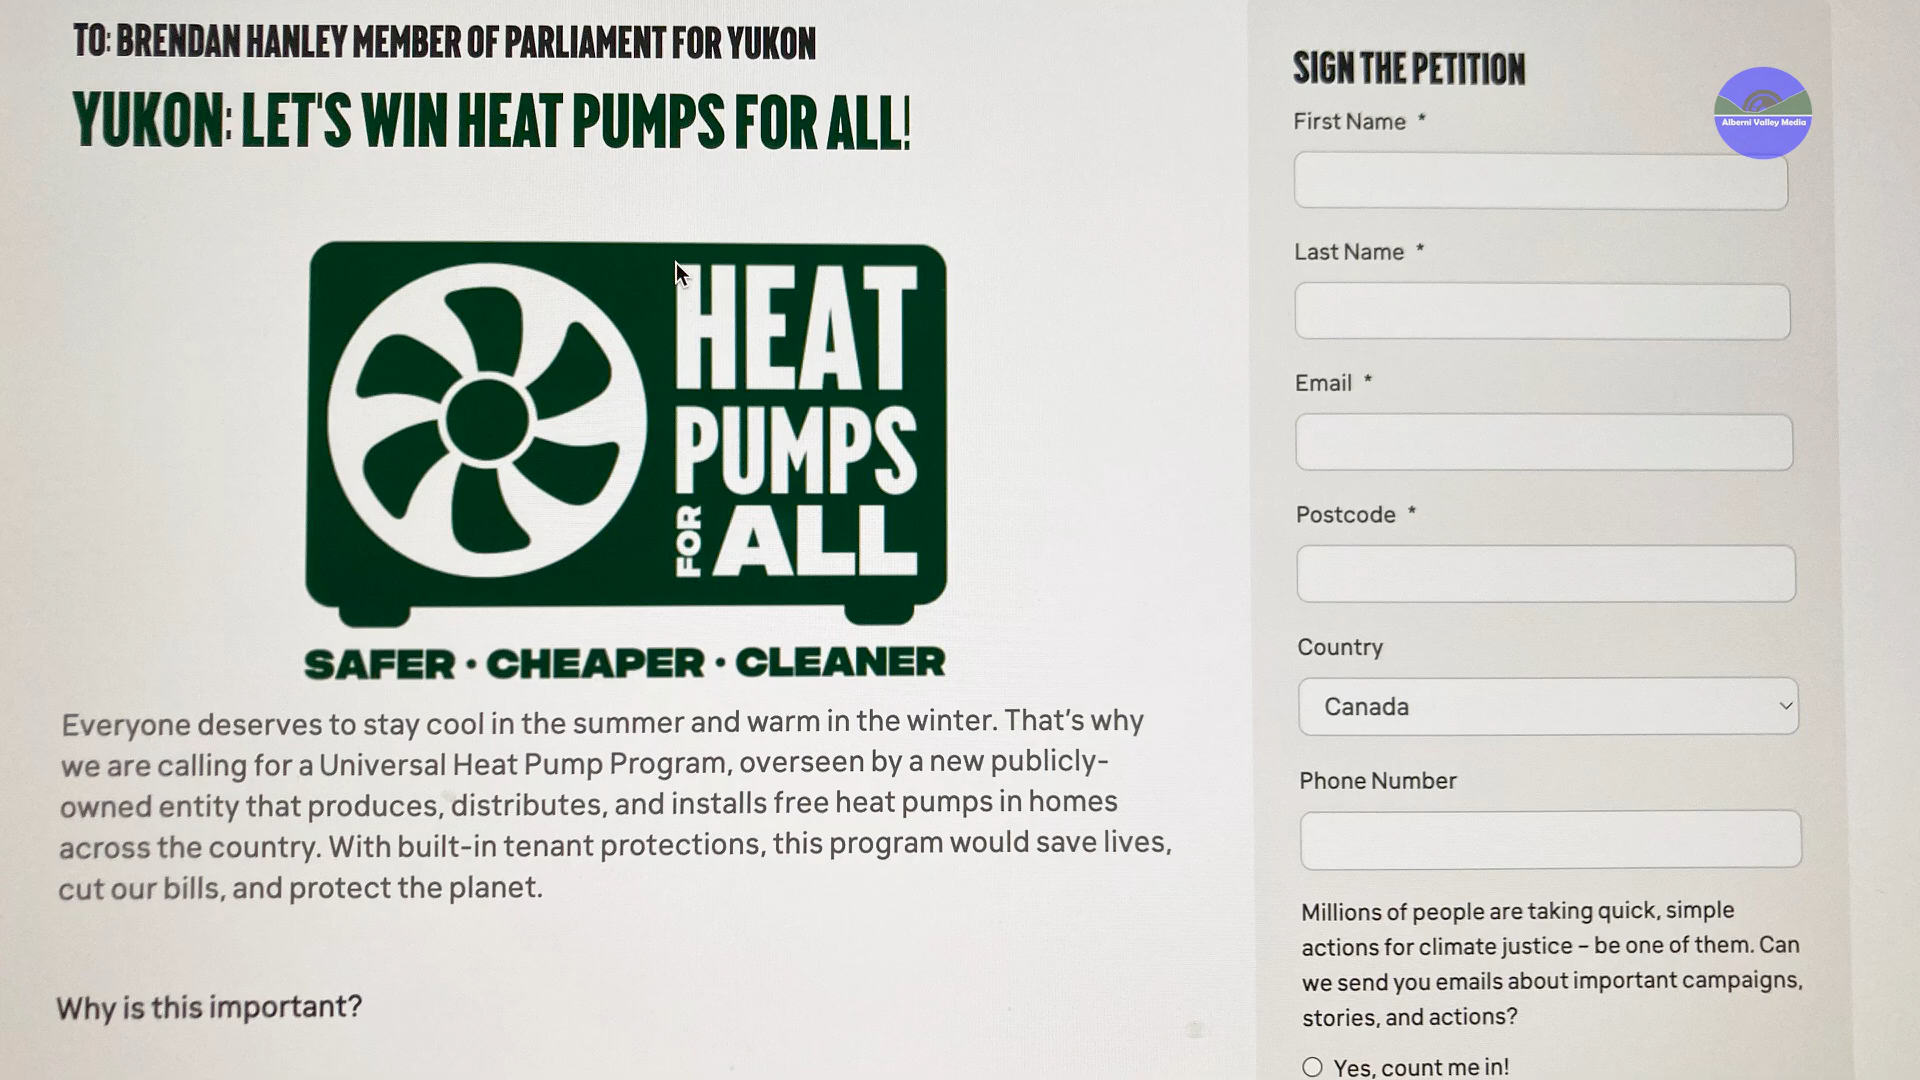 TO: BRENDAN HANLEY MEMBER OF PARLIAMENT FOR YUKON
YUKON: LET'S WIN HEAT PUMPS FOR ALL!
HEAT
PUMPS
FOR ALL
SAFER · CHEAPER · CLEANER
Everyone deserves to stay cool in the summer and warm in the winter. That's why
we are calling for a Universal Heat Pump Program, overseen by a new publicly-
owned entity that produces, distributes, and installs free heat pumps in homes
across the country. With built-in tenant protections, this program would save lives,
cut our bills, and protect the planet.
Why is this important?
SIGN THE PETITION
Alberni Valley Media
First Name *
Last Name *
Email *
Postcode *
Country
Canada
Phone Number
Millions of people are taking quick, simple
actions for climate justice – be one of them. Can
we send you emails about important campaigns,
stories, and actions?
Yes, count me in!